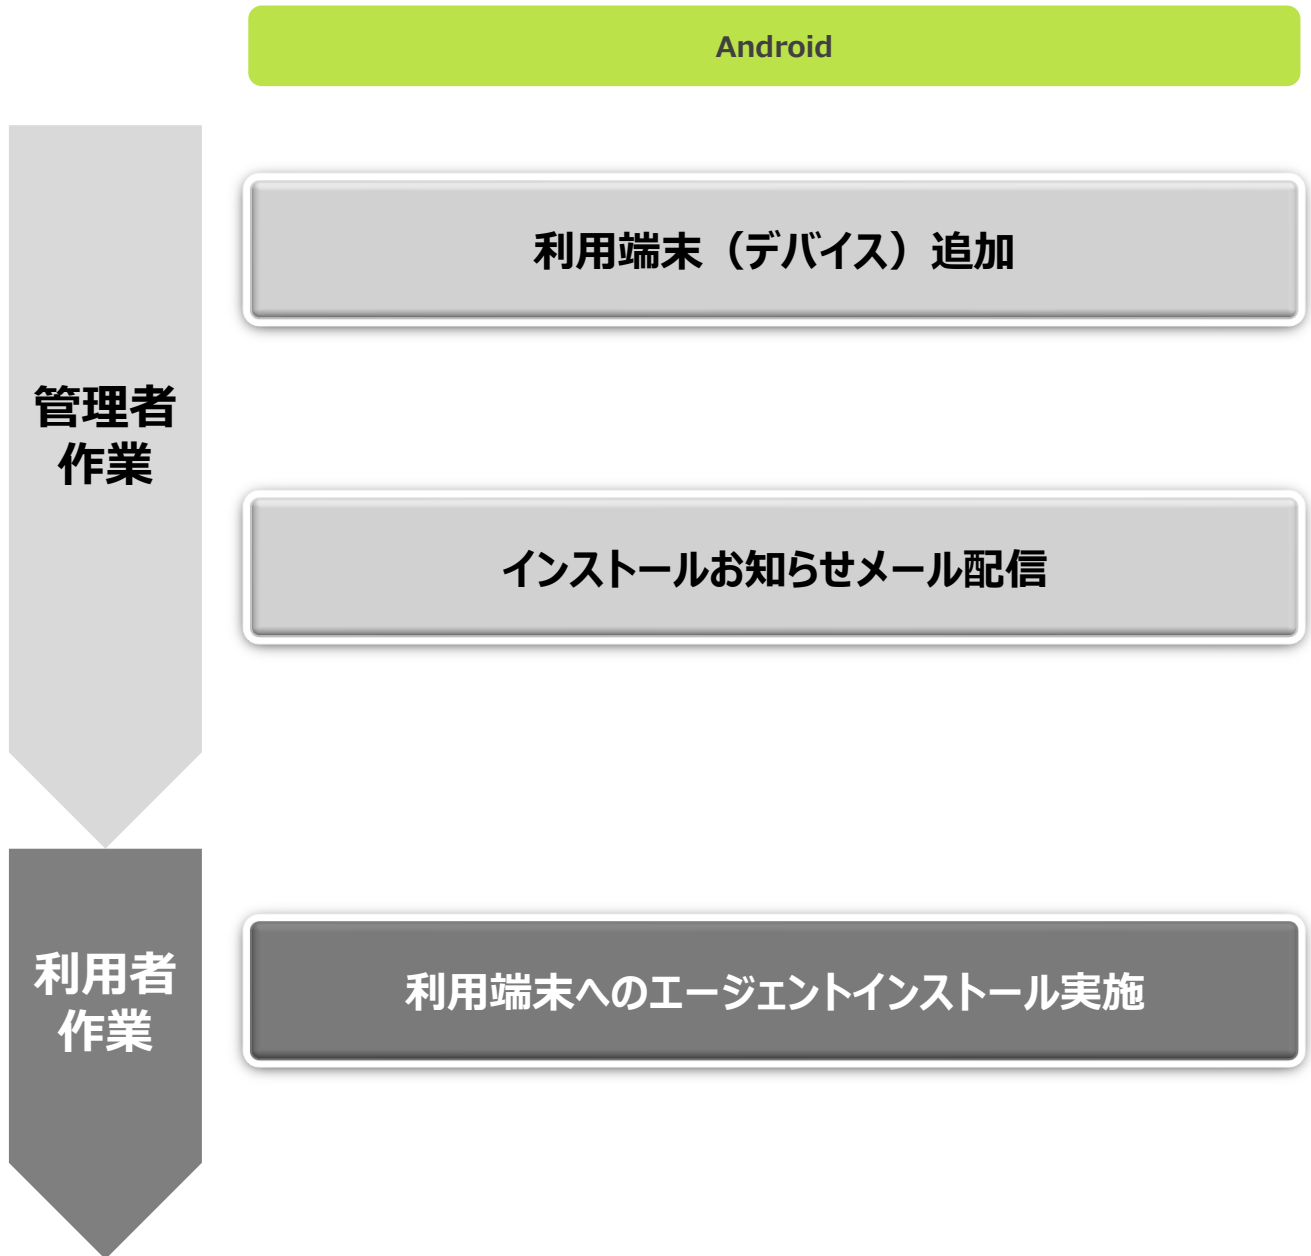 Android
利用端末（デバイス）追加
管理者
作業
インストールお知らせメール配信
利用者
作業
利用端末へのエージェントインストール実施